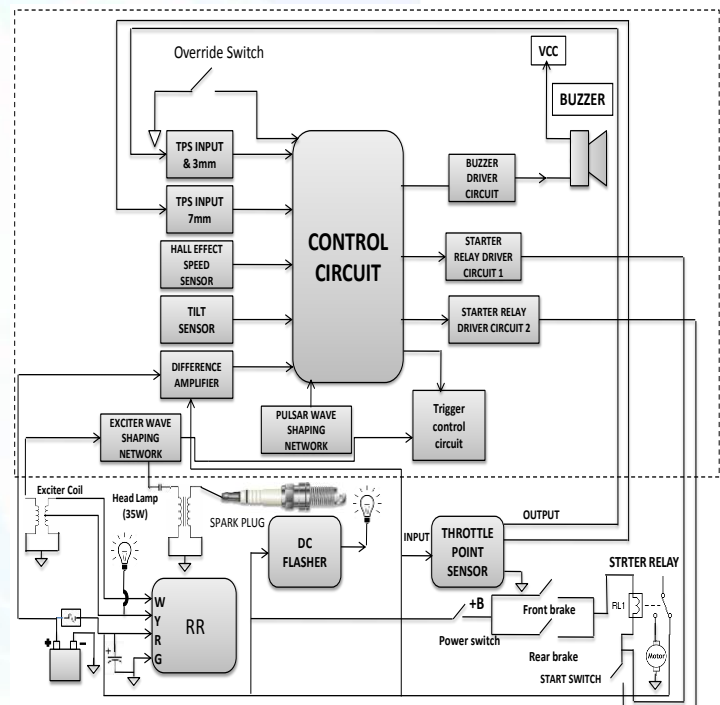 Override Switch
VCC
BUZZER
TPS INPUT
& 3mm
TPS INPUT
7mm
HALL EFFECT
SPEED
SENSOR
TILT
SENSOR
DIFFERENCE
AMPLIFIER
CONTROL
CIRCUIT
BUZZER
DRIVER
CIRCUIT
STARTER
RELAY DRIVER
CIRCUIT 1
STARTER RELAY
DRIVER CIRCUIT 2
EXCITER WAVE
SHAPING
NETWORK
PULSAR WAVE
SHAPING
NETWORK
Trigger
control
circuit
Exciter Coil
Head Lamp
(35W)
SPARK PLUG
DC
FLASHER
INPUT
THROTTLE
POINT
SENSOR
OUTPUT
STRTER RELAY
W
Y
R
G
RR
+
-
+
+B
Power switch
Front brake
Rear brake
RL1
Motor
START SWITCH